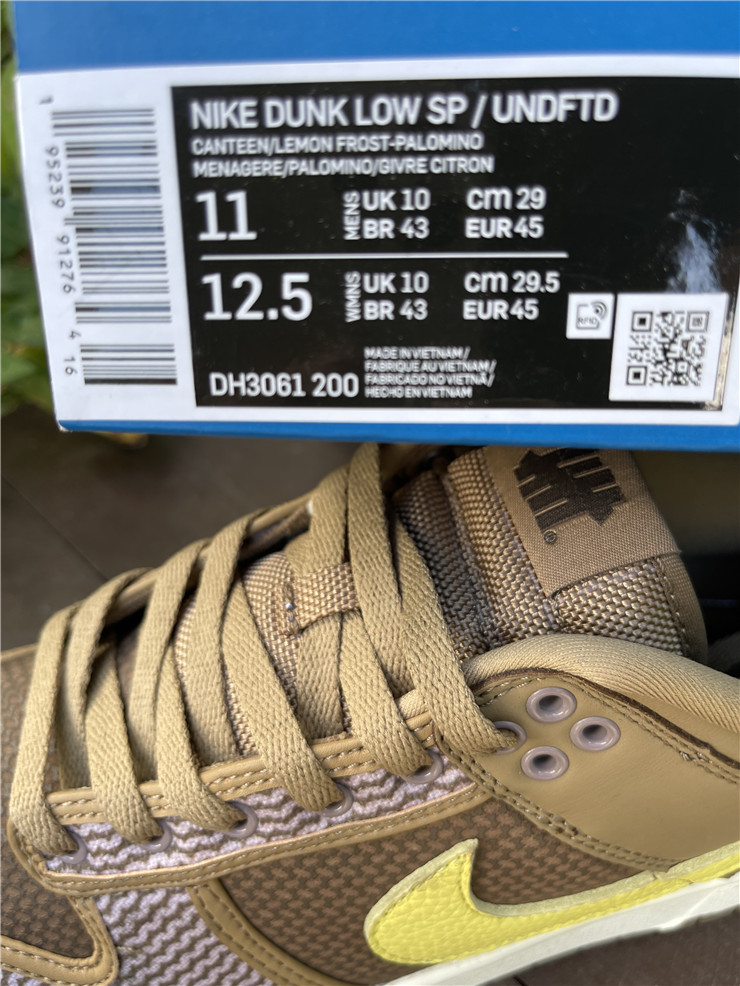 NIKE DUNK LOW SP / UNDFTD
CANTEEN/LEMON FROST-PALOMINO
MENAGERE/PALOMINO/GIVRE CITRON
11 MENS UK 10 CM 29
BR 43 EUR 45
12.5 WMNS UK 10 CM 29.5
BR 43 EUR 45
RFID
DH3061 200
MADE IN VIETNAM/
FABRIQUE AU VIETNAM/
FABRICADO NO VIETNÃ/
HECHO EN VIETNAM
1 95239 91276 4 16
®